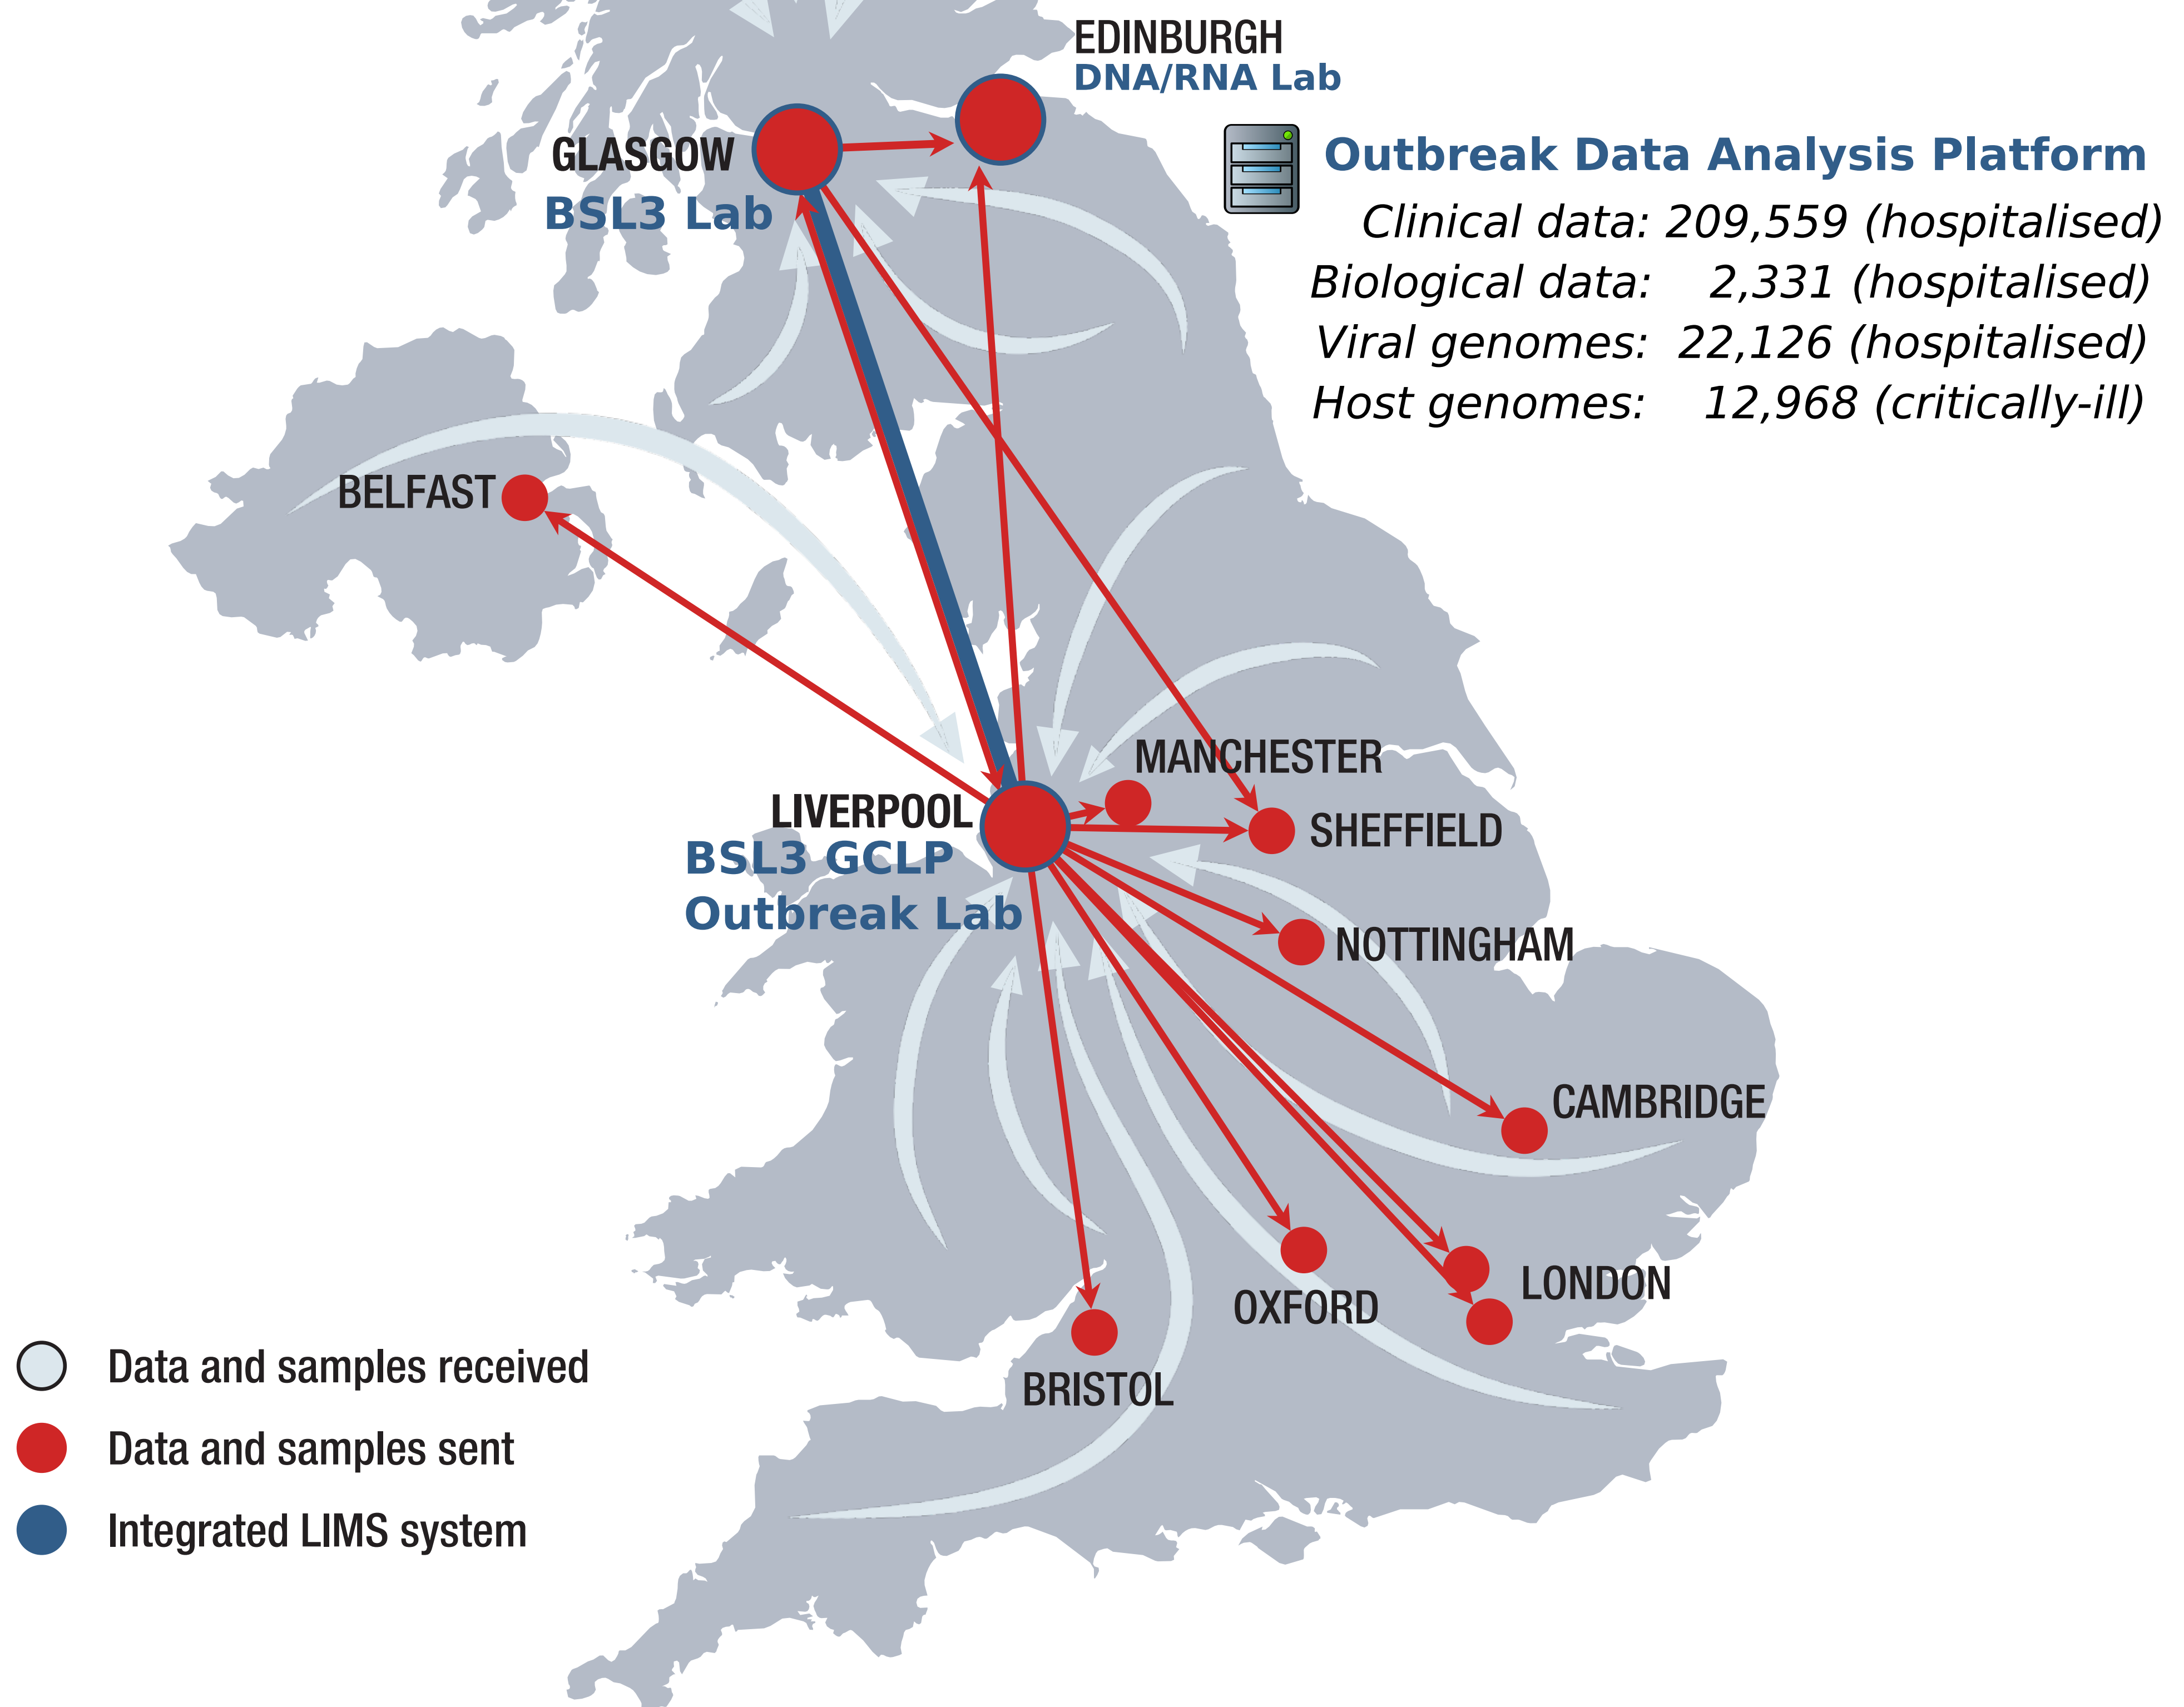 EDINBURGH
DNA/RNA Lab
GLASGOW
BSL3 Lab
Outbreak Data Analysis Platform
Clinical data: 209,559 (hospitalised)
Biological data: 2,331 (hospitalised)
Viral genomes: 22,126 (hospitalised)
Host genomes: 12,968 (critically-ill)
BELFAST
MANCHESTER
LIVERPOOL
BSL3 GCLP
Outbreak Lab
SHEFFIELD
NOTTINGHAM
CAMBRIDGE
LONDON
OXFORD
BRISTOL
Data and samples received
Data and samples sent
Integrated LIMS system